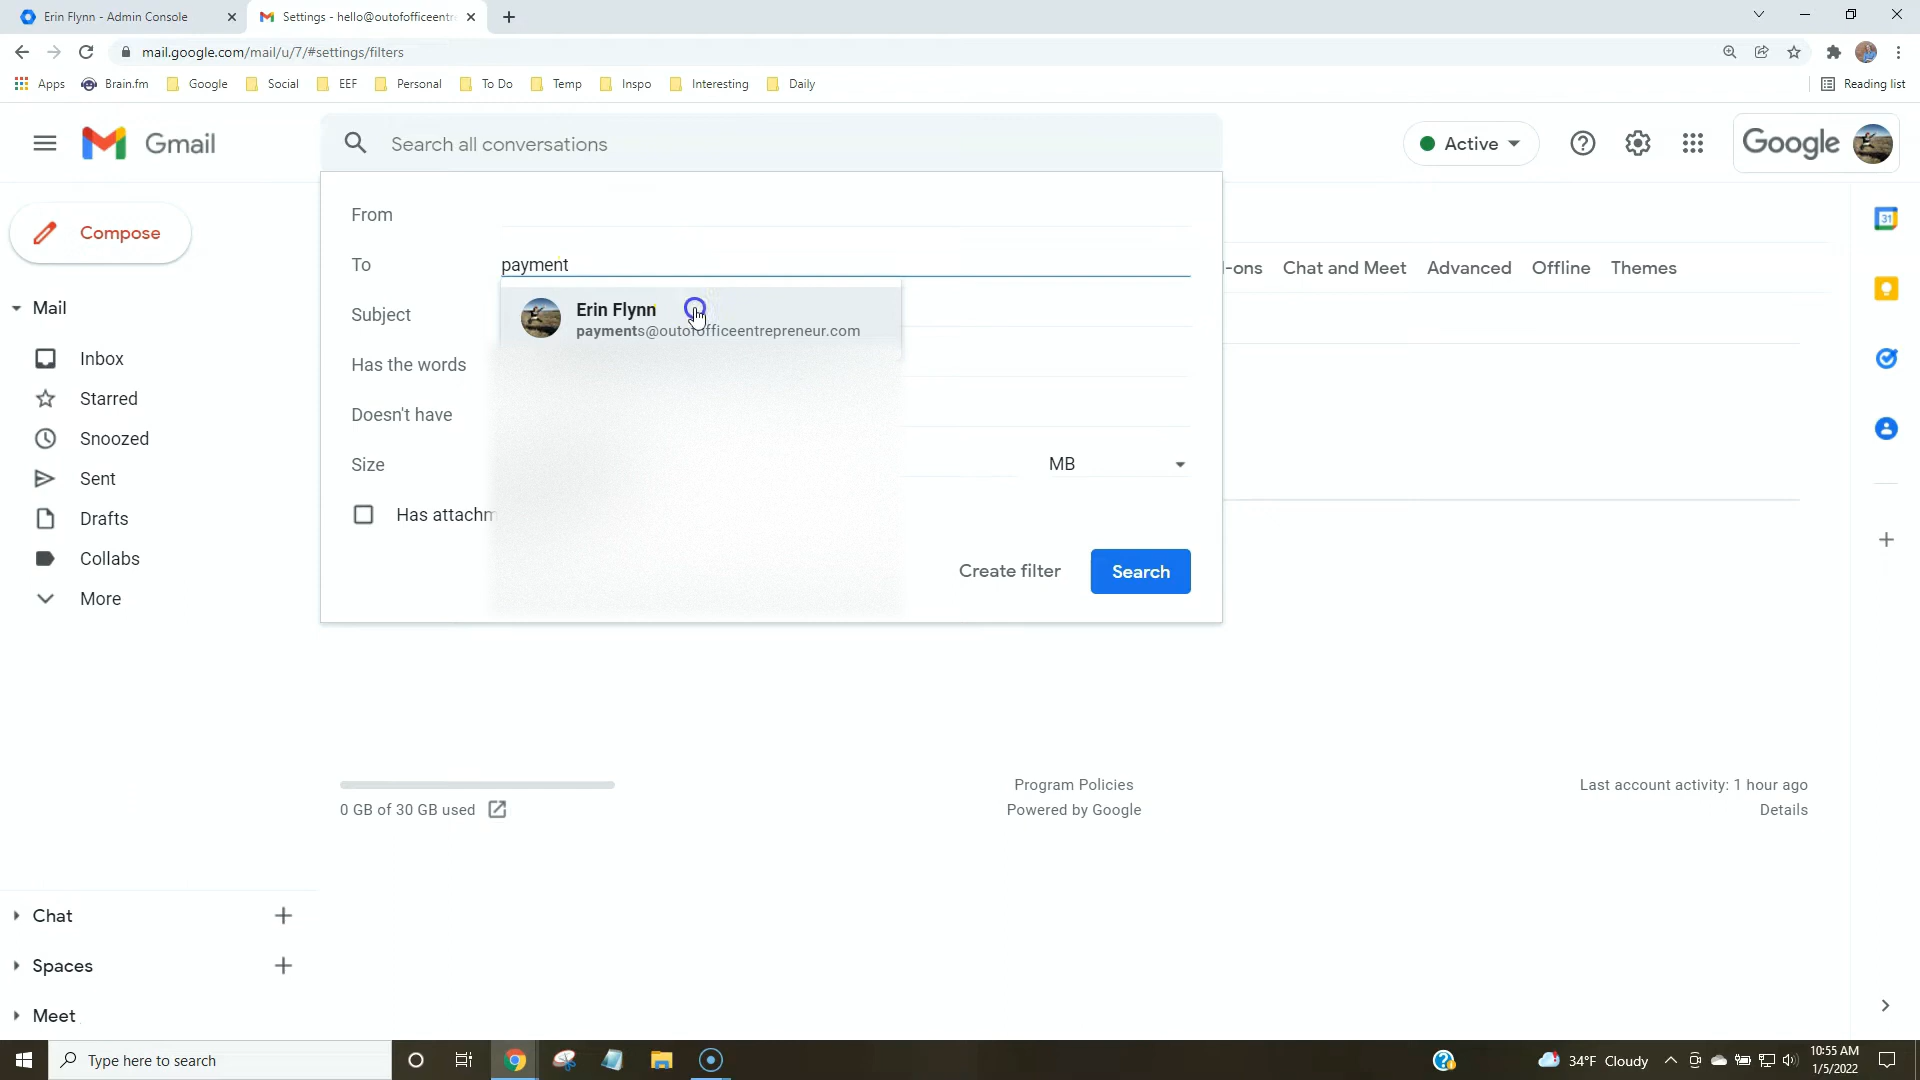 Erin Flynn - Admin Console
Settings - hello@outofofficeentre
mail.google.com/mail/u/7/#settings/filters
Apps
Brain.fm
Google
Social
EEF
Personal
To Do
Temp
Inspo
Interesting
Daily
Reading list
Gmail
Search all conversations
Active
Google
Compose
From
To
payment
-ons
Chat and Meet
Advanced
Offline
Themes
Mail
Subject
Erin Flynn
payments@outofofficeentrepreneur.com
Inbox
Has the words
Starred
Doesn't have
Snoozed
Size
MB
Sent
Drafts
Has attachm
Collabs
Create filter
Search
More
31
0 GB of 30 GB used
Program Policies
Powered by Google
Last account activity: 1 hour ago
Details
Chat
Spaces
Meet
Type here to search
34°F Cloudy
10:55 AM
1/5/2022